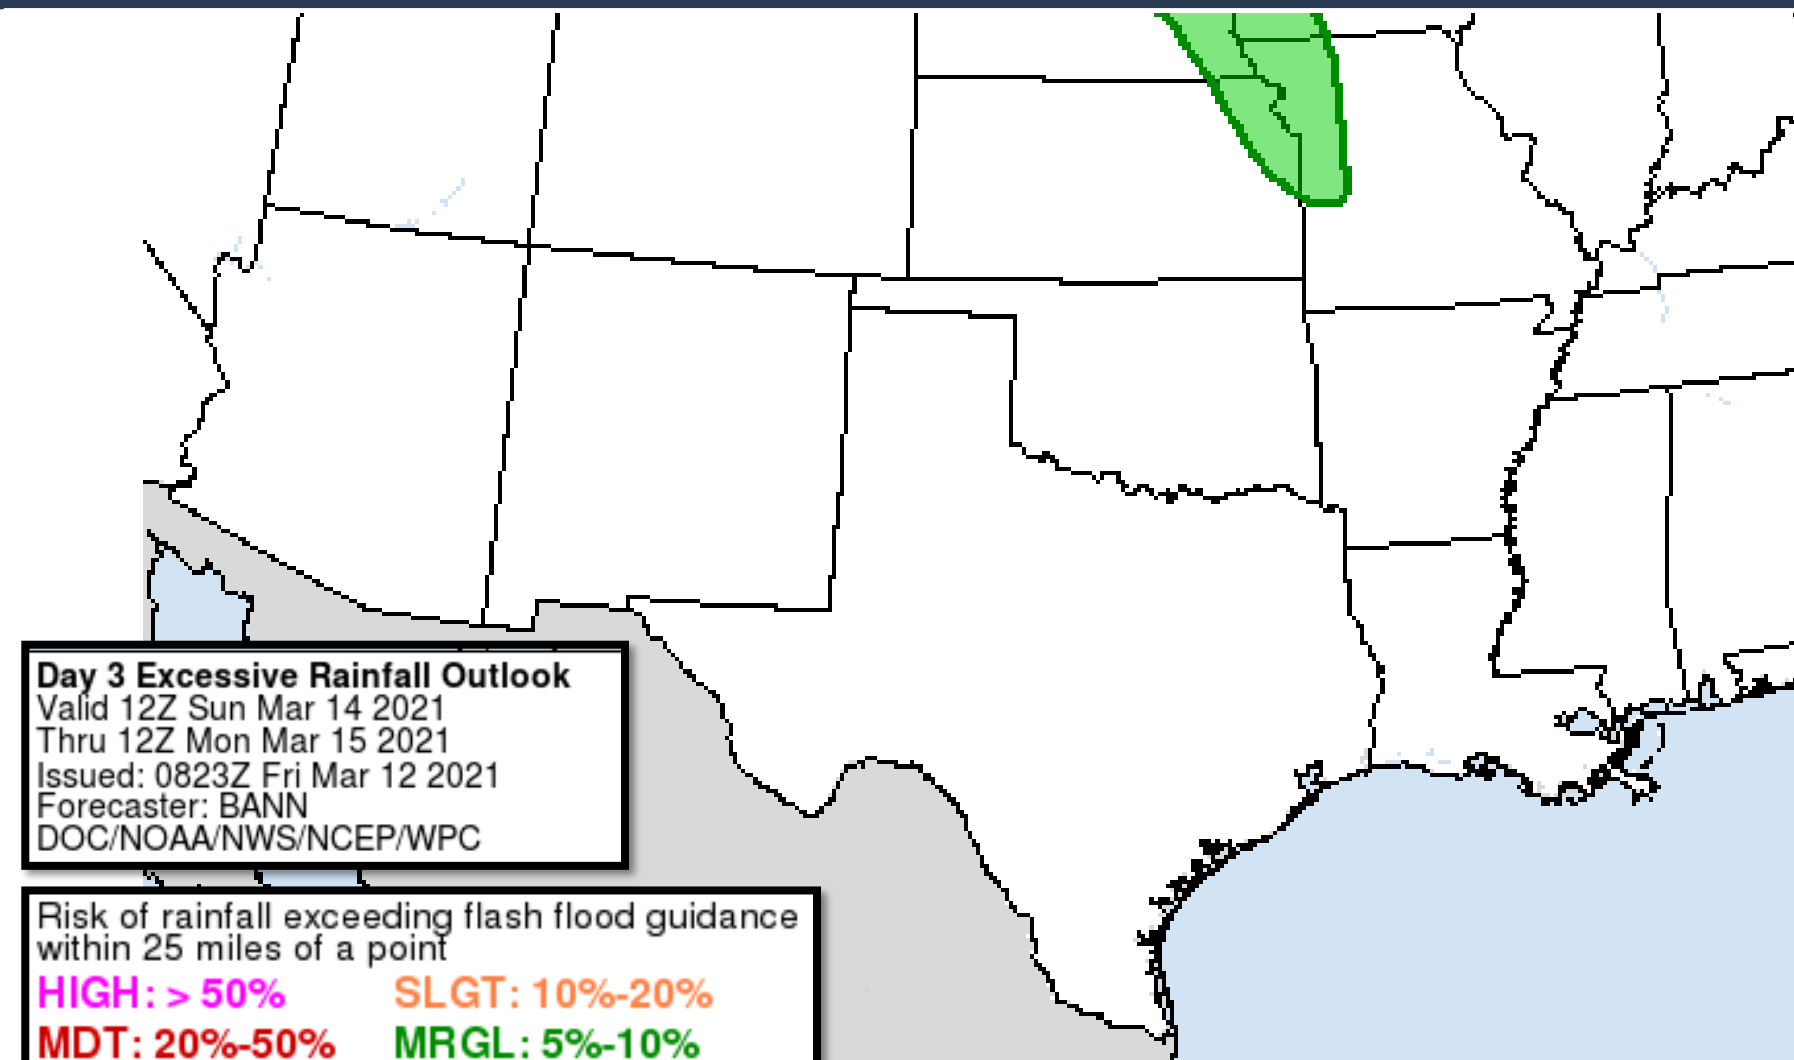 Day 3 Excessive Rainfall Outlook
Valid 12Z Sun Mar 14 2021
Thru 12Z Mon Mar 15 2021
Issued: 0823Z Fri Mar 12 2021
Forecaster: BANN
DOC/NOAA/NWS/NCEP/WPC
Risk of rainfall exceeding flash flood guidance
within 25 miles of a point
HIGH: > 50% SLGT: 10%-20%
MDT: 20%-50% MRGL: 5%-10%